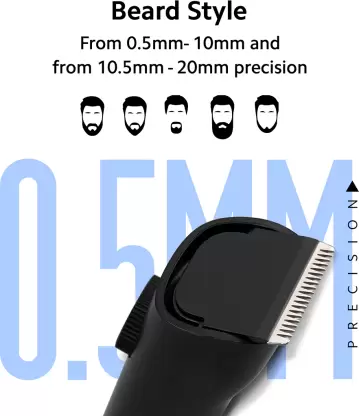 Beard Style
From 0.5mm- 10mm and
from 10.5mm - 20mm precision
0.5MM
PRECISION